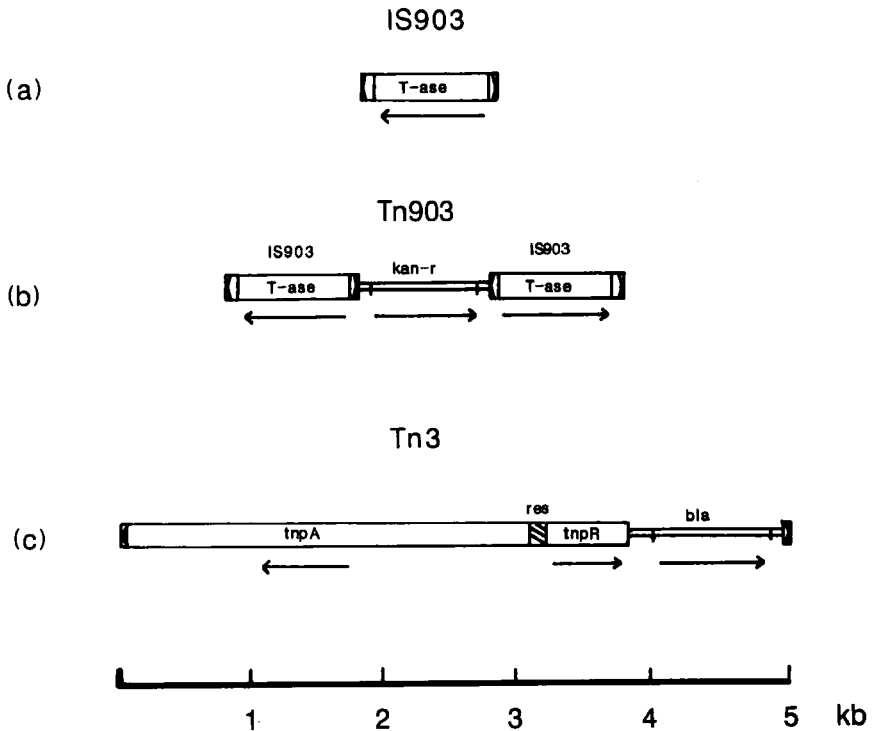 IS903
(a)
T-ase
Tn903
IS903 kan-r IS903
(b)
T-ase T-ase
Tn3
(c)
tnpA res tnpR bla
1 2 3 4 5 kb